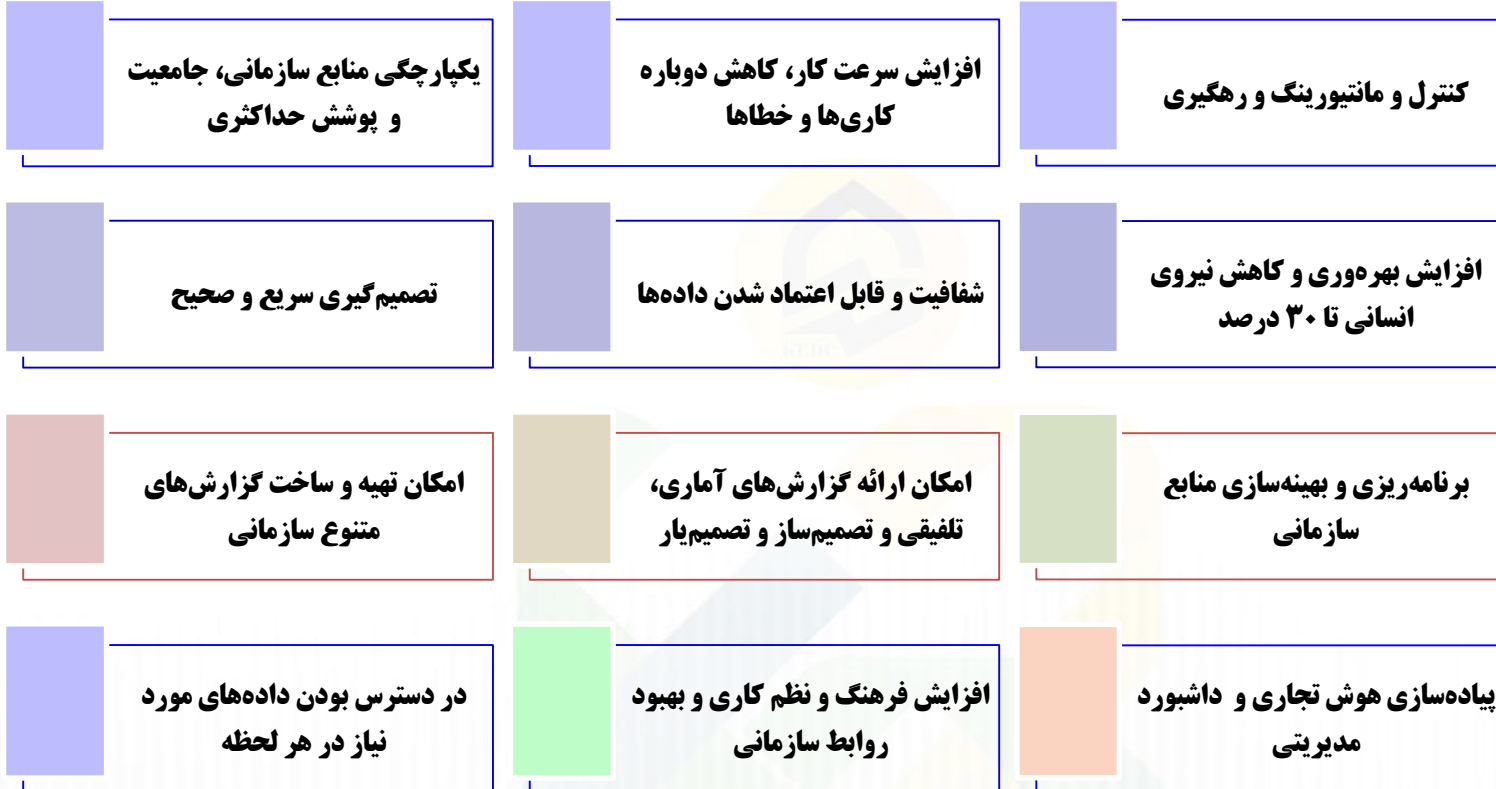 کنترل و مانتیورینگ و رهگیری
افزایش سرعت کار، کاهش دوباره
کاری‌ها و خطاها
یکپارچگی منابع سازمانی، جامعیت
و پوشش حداکثری
افزایش بهره‌وری و کاهش نیروی
انسانی تا ۳۰ درصد
شفافیت و قابل اعتماد شدن داده‌ها
تصمیم‌گیری سریع و صحیح
برنامه‌ریزی و بهینه‌سازی منابع
سازمانی
امکان ارائه گزارش‌های آماری،
تلفیقی و تصمیم‌ساز و تصمیم‌یار
امکان تهیه و ساخت گزارش‌های
متنوع سازمانی
پیاده‌سازی هوش تجاری و داشبورد
مدیریتی
افزایش فرهنگ و نظم کاری و بهبود
روابط سازمانی
در دسترس بودن داده‌های مورد
نیاز در هر لحظه